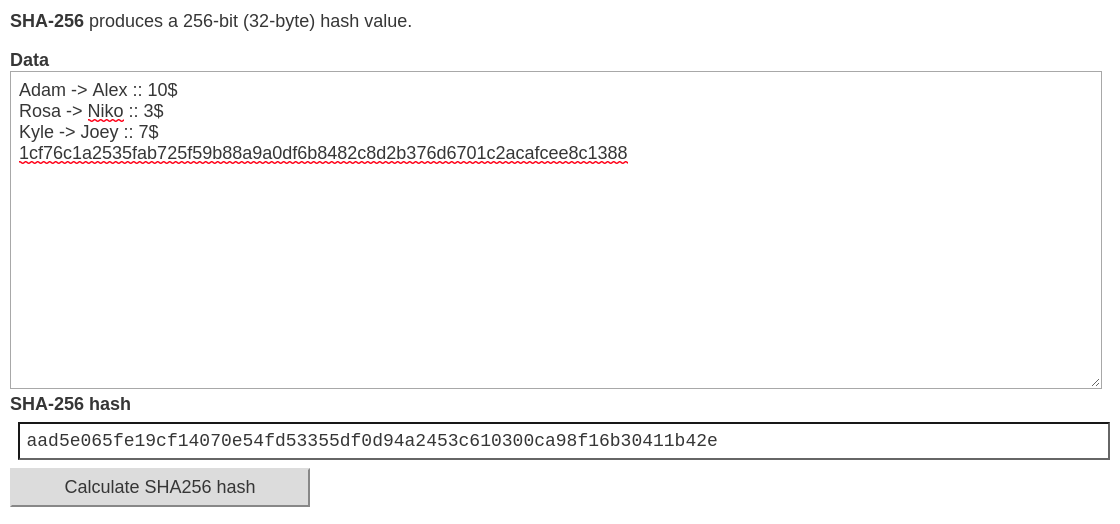 SHA-256 produces a 256-bit (32-byte) hash value.
Data
Adam -> Alex :: 10$
Rosa -> Niko :: 3$
Kyle -> Joey :: 7$
1cf76c1a2535fab725f59b88a9a0df6b8482c8d2b376d6701c2acafcee8c1388
SHA-256 hash
aad5e065fe19cf14070e54fd53355df0d94a2453c610300ca98f16b30411b42e
Calculate SHA256 hash